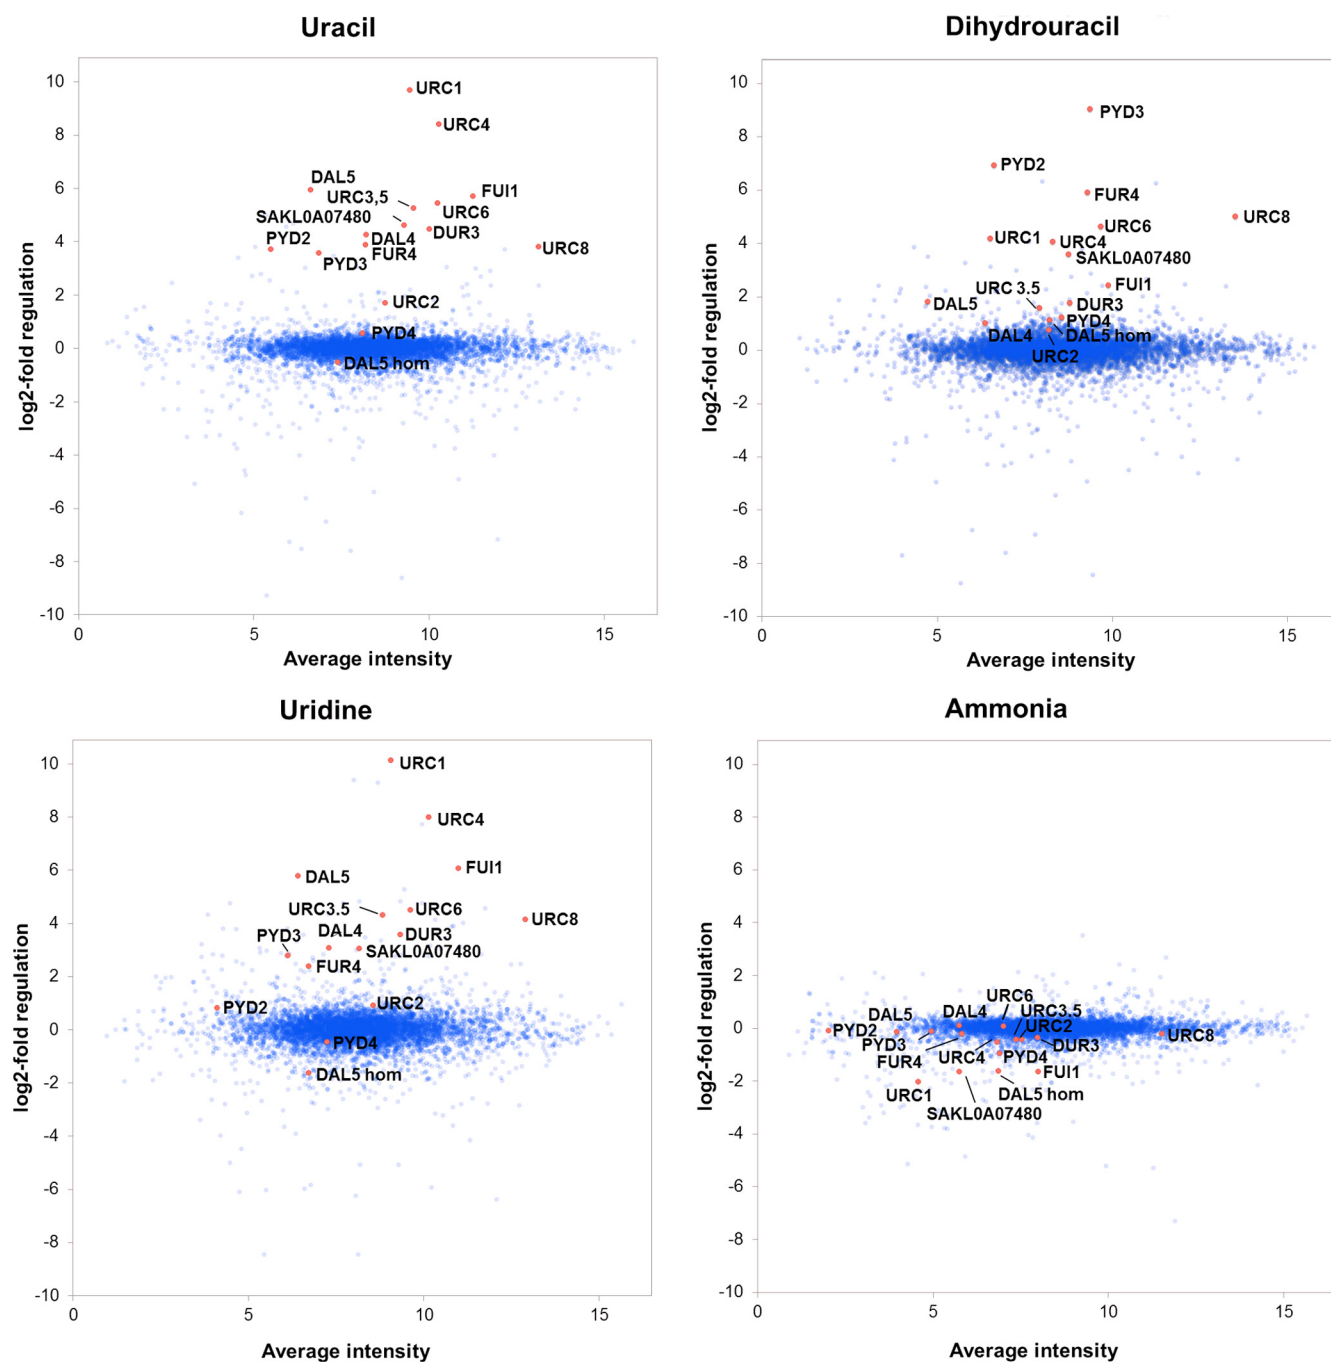 Uracil
10
8
6
4
2
0
-2
-4
-6
-8
-10
0
5
10
15
log2-fold regulation
Average intensity
URC1
URC4
DAL5
URC3,5
FUI1
SAKL0A07480
URC6
PYD2
DAL4
DUR3
PYD3
FUR4
URC8
URC2
PYD4
DAL5 hom
Dihydrouracil
10
8
6
4
2
0
-2
-4
-6
-8
-10
0
5
10
15
log2-fold regulation
Average intensity
PYD3
PYD2
FUR4
URC8
URC6
URC1
URC4
SAKL0A07480
URC 3.5
FUI1
DAL5
DUR3
PYD4
DAL4
DAL5 hom
URC2
Uridine
10
8
6
4
2
0
-2
-4
-6
-8
-10
0
5
10
15
log2-fold regulation
Average intensity
URC1
URC4
FUI1
DAL5
URC3.5
URC6
URC8
PYD3
DAL4
DUR3
SAKL0A07480
FUR4
PYD2
URC2
PYD4
DAL5 hom
Ammonia
10
8
6
4
2
0
-2
-4
-6
-8
-10
0
5
10
15
log2-fold regulation
Average intensity
URC6
DAL5
DAL4
URC3.5
PYD2
URC2
URC8
PYD3
DUR3
FUR4
URC4
PYD4
FUI1
URC1
DAL5 hom
SAKL0A07480